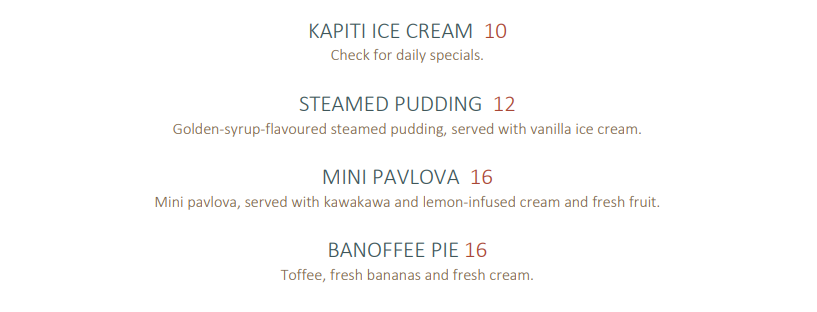 KAPITI ICE CREAM 10
Check for daily specials.
STEAMED PUDDING 12
Golden-syrup-flavoured steamed pudding, served with vanilla ice cream.
MINI PAVLOVA 16
Mini pavlova, served with kawakawa and lemon-infused cream and fresh fruit.
BANOFFEE PIE 16
Toffee, fresh bananas and fresh cream.